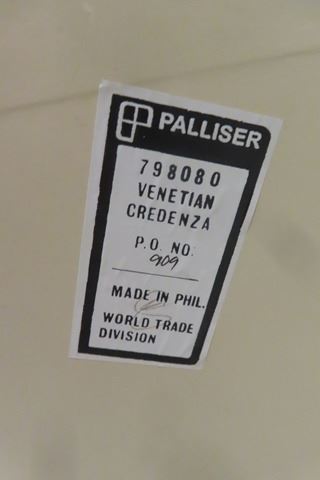 PALLISER
798080
VENETIAN
CREDENZA
P.O. NO:
909
MADE IN PHIL.
WORLD TRADE
DIVISION